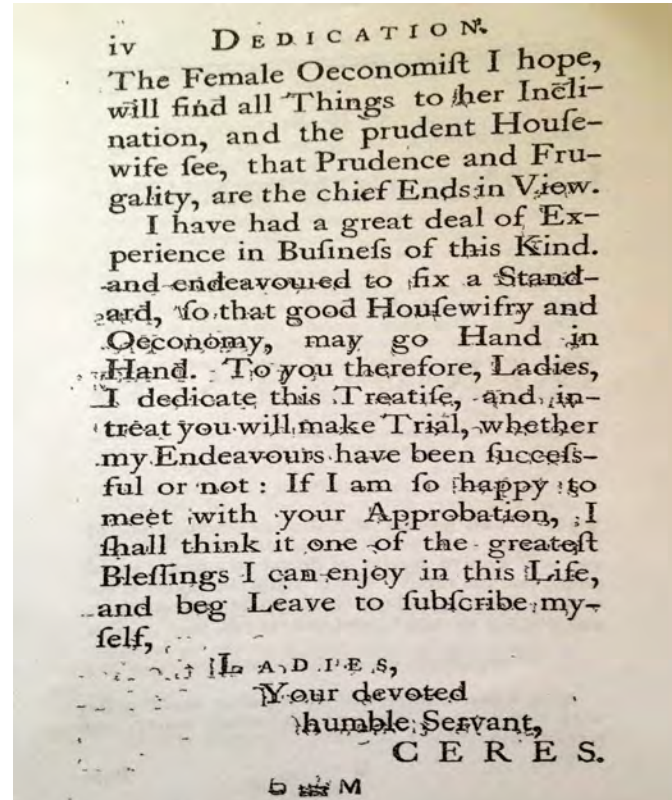 iv DEDICATION.
The Female Oeconomiſt I hope,
will find all Things to her Incli-
nation, and the prudent Houſe-
wife ſee, that Prudence and Fru-
gality, are the chief Ends in View.
I have had a great deal of Ex-
perience in Buſineſs of this Kind.
and endeavoured to fix a Stand-
ard, ſo that good Houſewifry and
Oeconomy, may go Hand in
Hand. To you therefore, Ladies,
I dedicate this Treatiſe, and in-
treat you will make Trial, whether
my Endeavours have been ſucceſs-
ful or not : If I am ſo happy to
meet with your Approbation, I
ſhall think it one of the greateſt
Bleſſings I can enjoy in this Life,
and beg Leave to ſubſcribe my-
ſelf,
LADIES,
Your devoted
humble Servant,
CERES.
M